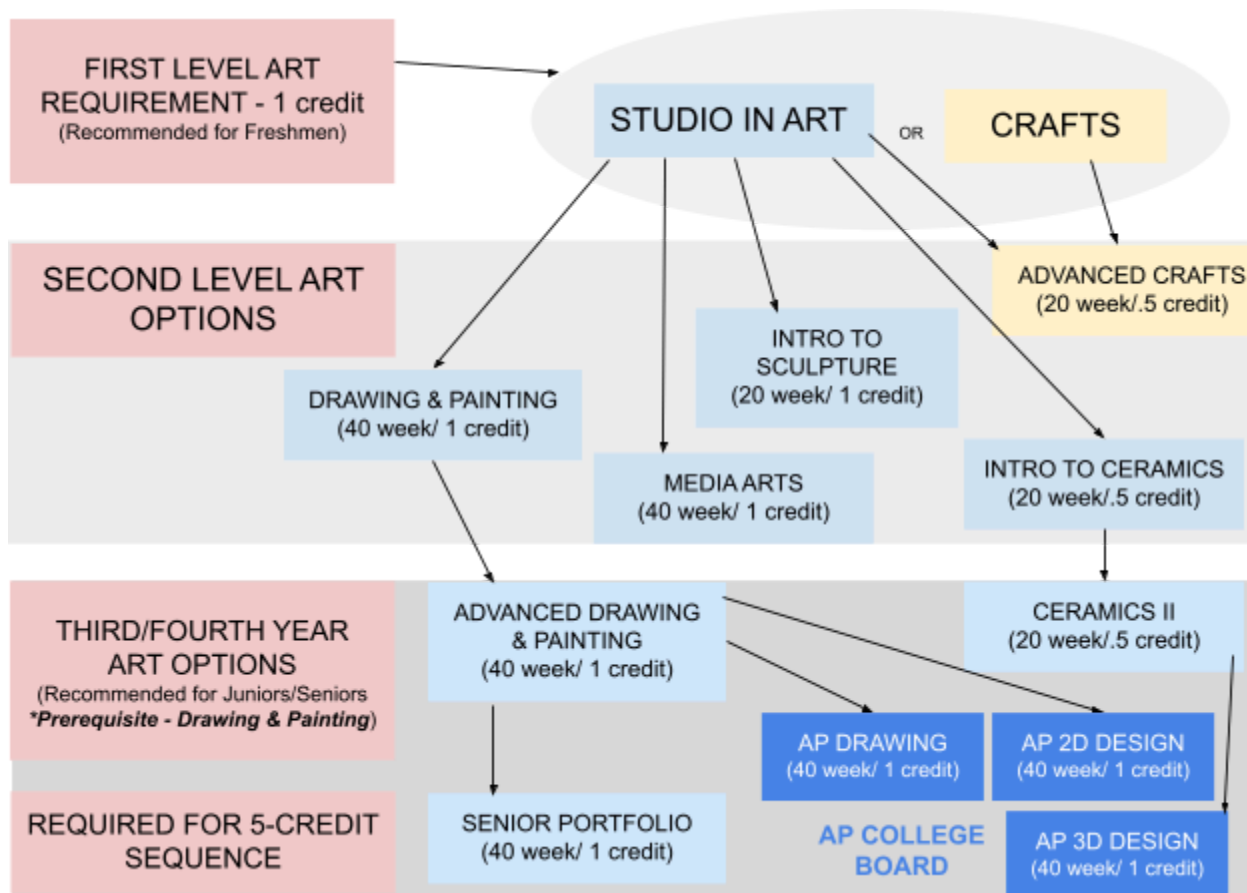 FIRST LEVEL ART
REQUIREMENT - 1 credit
(Recommended for Freshmen)
STUDIO IN ART
OR
CRAFTS
SECOND LEVEL ART
OPTIONS
ADVANCED CRAFTS
(20 week/.5 credit)
INTRO TO
SCULPTURE
(20 week/ 1 credit)
DRAWING & PAINTING
(40 week/ 1 credit)
MEDIA ARTS
(40 week/ 1 credit)
INTRO TO CERAMICS
(20 week/.5 credit)
THIRD/FOURTH YEAR
ART OPTIONS
(Recommended for Juniors/Seniors
*Prerequisite - Drawing & Painting)
ADVANCED DRAWING
& PAINTING
(40 week/ 1 credit)
CERAMICS II
(20 week/.5 credit)
AP DRAWING
(40 week/ 1 credit)
AP 2D DESIGN
(40 week/ 1 credit)
REQUIRED FOR 5-CREDIT
SEQUENCE
SENIOR PORTFOLIO
(40 week/ 1 credit)
AP COLLEGE
BOARD
AP 3D DESIGN
(40 week/ 1 credit)